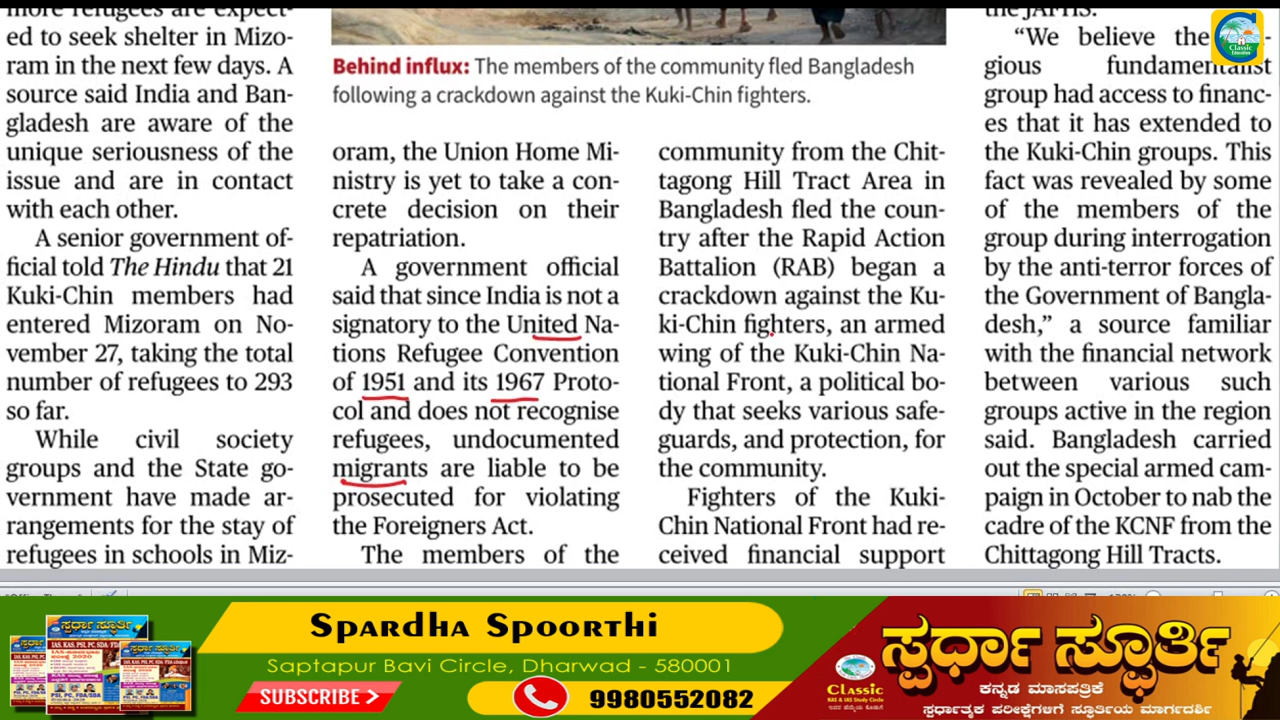 more refugees are expect-
ed to seek shelter in Mizo-
ram in the next few days. A
source said India and Ban-
gladesh are aware of the
unique seriousness of the
issue and are in contact
with each other.
A senior government of-
ficial told The Hindu that 21
Kuki-Chin members had
entered Mizoram on No-
vember 27, taking the total
number of refugees to 293
so far.
While civil society
groups and the State go-
vernment have made ar-
rangements for the stay of
refugees in schools in Miz-
Behind influx: The members of the community fled Bangladesh
following a crackdown against the Kuki-Chin fighters.
oram, the Union Home Mi-
nistry is yet to take a con-
crete decision on their
repatriation.
A government official
said that since India is not a
signatory to the United Na-
tions Refugee Convention
of 1951 and its 1967 Proto-
col and does not recognise
refugees, undocumented
migrants are liable to be
prosecuted for violating
the Foreigners Act.
The members of the
community from the Chit-
tagong Hill Tract Area in
Bangladesh fled the coun-
try after the Rapid Action
Battalion (RAB) began a
crackdown against the Ku-
ki-Chin fighters, an armed
wing of the Kuki-Chin Na-
tional Front, a political bo-
dy that seeks various safe-
guards, and protection, for
the community.
Fighters of the Kuki-
Chin National Front had re-
ceived financial support
the JAFHS.
“We believe the
gious fundamentalist
group had access to financ-
es that it has extended to
the Kuki-Chin groups. This
fact was revealed by some
of the members of the
group during interrogation
by the anti-terror forces of
the Government of Bangla-
desh,” a source familiar
with the financial network
between various such
groups active in the region
said. Bangladesh carried
out the special armed cam-
paign in October to nab the
cadre of the KCNF from the
Chittagong Hill Tracts.
Classic
Education
ಸ್ಪರ್ಧಾ ಸ್ಫೂರ್ತಿ
Spardha Spoorthi
Saptapur Bavi Circle Dharwad - 580001
SUBSCRIBE
9980552082
Classic
KAS & IAS Study Circle
ಸ್ಪರ್ಧಾ ಸ್ಫೂರ್ತಿ
ಕನ್ನಡ ಮಾಸಪತ್ರಿಕೆ
ಸ್ಪರ್ಧಾತ್ಮಕ ಪರೀಕ್ಷೆಗಳಿಗೆ ಸ್ಫೂರ್ತಿಯ ಮಾರ್ಗದರ್ಶಿ